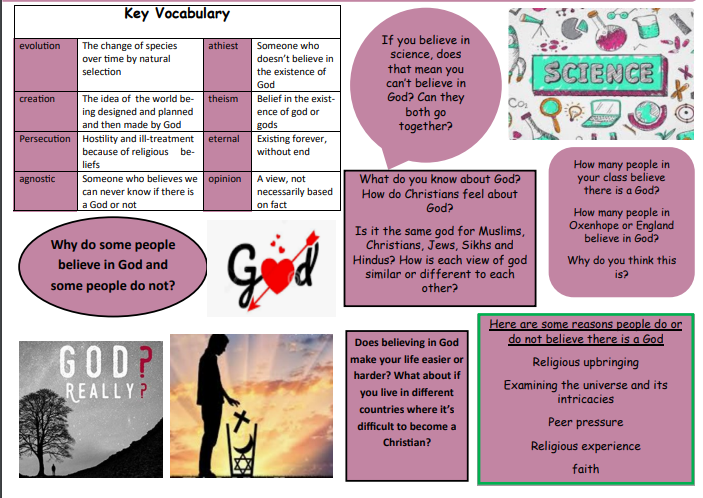 Key Vocabulary
evolution
The change of species
over time by natural
selection
athiest
Someone who
doesn't believe in
the existence of
God
creation
The idea of the world be-
ing designed and planned
and then made by God
theism
Belief in the exist-
ence of god or
gods
Persecution
Hostility and ill-treatment
because of religious be-
liefs
eternal
Existing forever,
without end
agnostic
Someone who believes we
can never know if there is
a God or not
opinion
A view, not
necessarily based
on fact
If you believe in
science, does
that mean you
can't believe in
God? Can they
both go
together?
SCIENCE
CO₂
What do you know about God?
How do Christians feel about
God?
Is it the same god for Muslims,
Christians, Jews, Sikhs and
Hindus? How is each view of god
similar or different to each
other?
How many people in
your class believe
there is a God?
How many people in
Oxenhope or England
believe in God?
Why do you think this
is?
Why do some people
believe in God and
some people do not?
God
GOD?
REALLY?
Does believing in God
make your life easier or
harder? What about if
you live in different
countries where it's
difficult to become a
Christian?
Here are some reasons people do or
do not believe there is a God
Religious upbringing
Examining the universe and its
intricacies
Peer pressure
Religious experience
faith